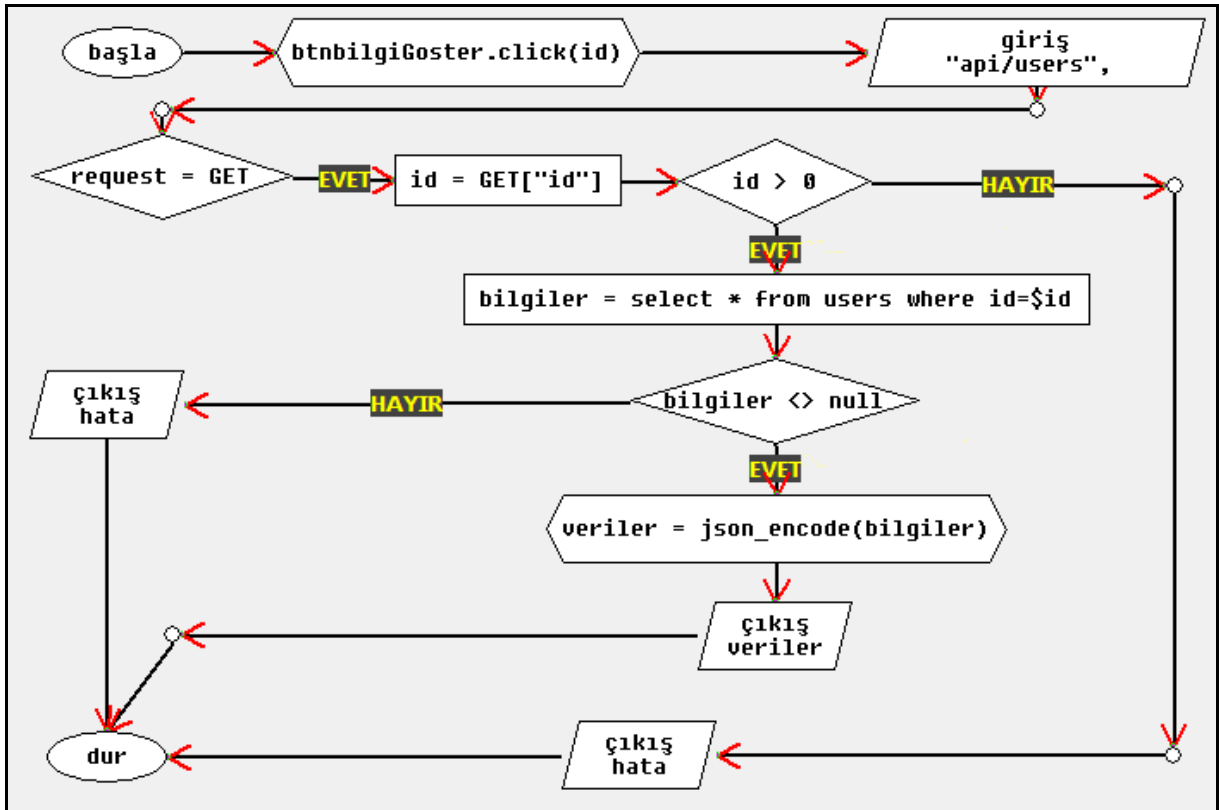 başla
btnbilgiGoster.click(id)
giriş
"api/users",
request = GET
EVET
id = GET["id"]
id > 0
HAYIR
EVET
bilgiler = select * from users where id=$id
bilgiler <> null
HAYIR
çıkış
hata
EVET
veriler = json_encode(bilgiler)
çıkış
veriler
çıkış
hata
dur